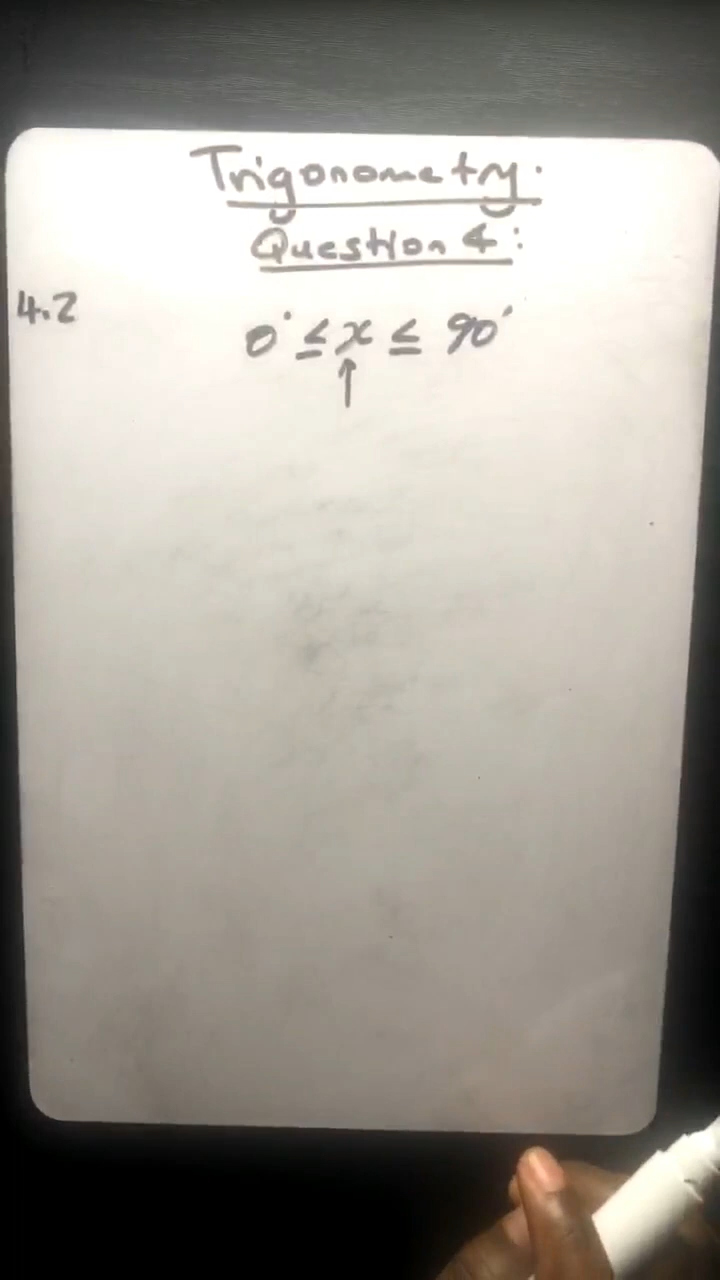 Trigonometry.
Question 4:
4.2
0° ≤ x ≤ 90°
↑